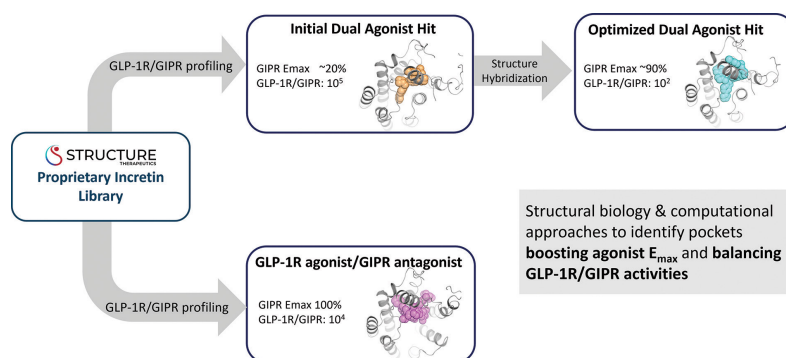 GLP-1R/GIPR profiling
Initial Dual Agonist Hit
GIPR Emax ~20%
GLP-1R/GIPR: 10⁵
Structure
Hybridization
Optimized Dual Agonist Hit
GIPR Emax ~90%
GLP-1R/GIPR: 10²
STRUCTURE
THERAPEUTICS
Proprietary Incretin
Library
GLP-1R/GIPR profiling
GLP-1R agonist/GIPR antagonist
GIPR Emax 100%
GLP-1R/GIPR: 10⁴
Structural biology & computational
approaches to identify pockets
boosting agonist Eₘₐₓ and balancing
GLP-1R/GIPR activities